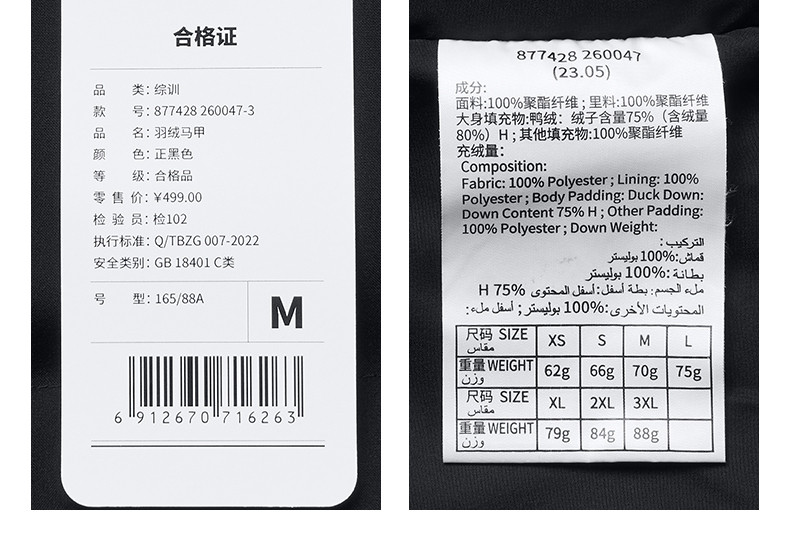 合格证
品 类: 综训
款 号: 877428 260047-3
品 名: 羽绒马甲
颜 色: 正黑色
等 级: 合格品
零 售 价: ¥499.00
检 验 员: 检102
执行标准: Q/TBZG 007-2022
安全类别: GB 18401 C类
号 型: 165/88A
M
6 912670 716263
877428 260047
(23.05)
成分:
面料:100%聚酯纤维 ; 里料:100%聚酯纤维
大身填充物:鸭绒: 绒子含量75%（含绒量
80%）H ; 其他填充物:100%聚酯纤维
充绒量：
Composition:
Fabric: 100% Polyester ; Lining: 100%
Polyester ; Body Padding: Duck Down:
Down Content 75% H ; Other Padding:
100% Polyester ; Down Weight:
التركيب:
قماش:100% بوليستر
بطانة:100% بوليستر
ملء الجسم: بطة أسفل:أسفل المحتوى 75% H
المحتويات الأخرى:100% بوليستر; أسفل ملء:
尺码 SIZE XS S M L
مقاس
重量 WEIGHT 62g 66g 70g 75g
وزن
尺码 SIZE XL 2XL 3XL
مقاس
重量 WEIGHT 79g 84g 88g
وزن